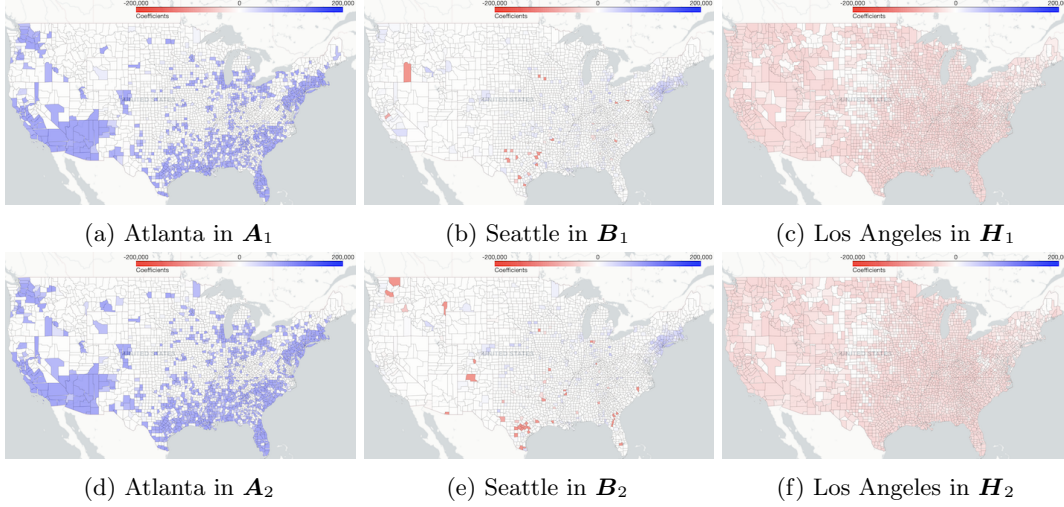 -200,000 0 200,000
Coefficients
-200,000 0 200,000
Coefficients
-200,000 0 200,000
Coefficients
(a) Atlanta in A1
(b) Seattle in B1
(c) Los Angeles in H1
-200,000 0 200,000
Coefficients
-200,000 0 200,000
Coefficients
-200,000 0 200,000
Coefficients
(d) Atlanta in A2
(e) Seattle in B2
(f) Los Angeles in H2